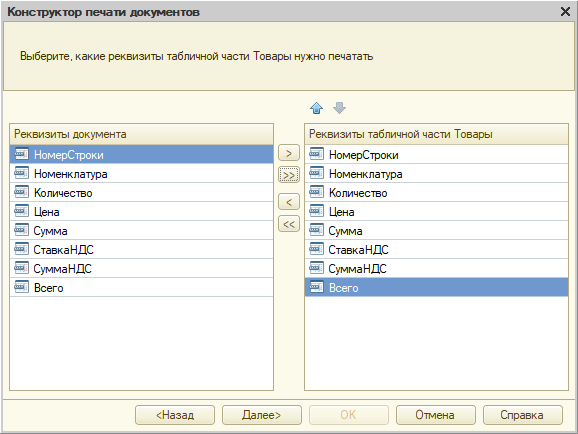 Конструктор печати документов
Выберите, какие реквизиты табличной части Товары нужно печатать
Реквизиты документа
НомерСтроки
Номенклатура
Количество
Цена
Сумма
СтавкаНДС
СуммаНДС
Всего
>
>>
<
<<
Реквизиты табличной части Товары
НомерСтроки
Номенклатура
Количество
Цена
Сумма
СтавкаНДС
СуммаНДС
Всего
<Назад
Далее>
ОК
Отмена
Справка